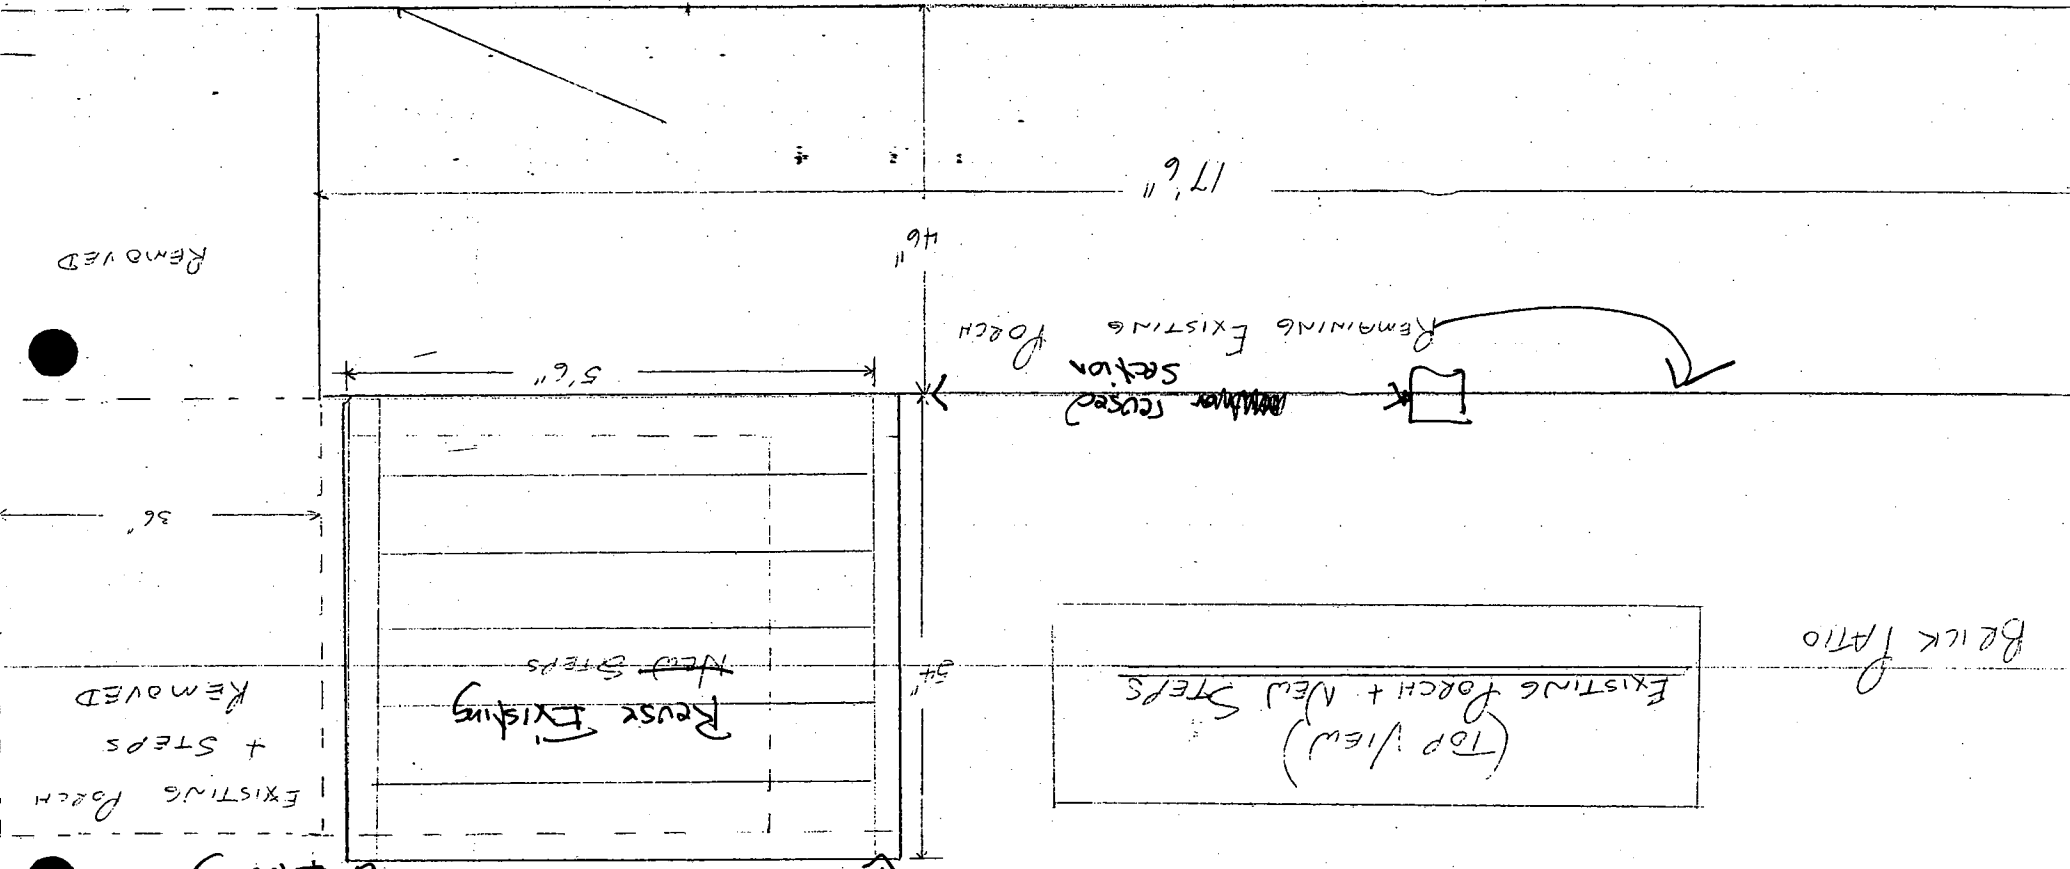 EXISTING PORCH
+ STEPS
REMOVED
(TOP VIEW)
EXISTING PORCH + NEW STEPS
Reuse Existing
NEW STEPS
BRICK PATIO
54"
36"
reused
Section
REMAINING EXISTING PORCH
5'6"
46"
REMOVED
17'6"